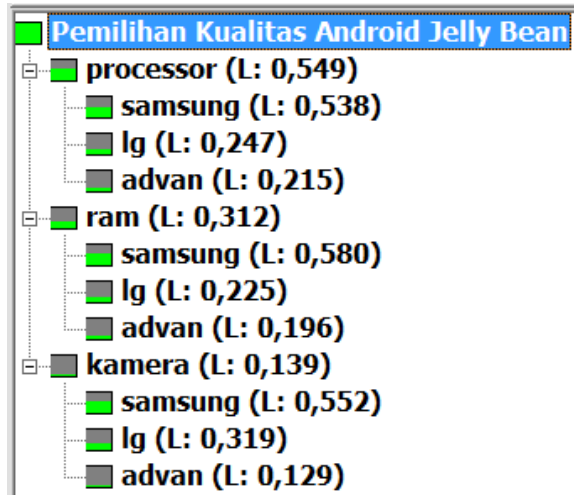 Pemilihan Kualitas Android Jelly Bean
processor (L: 0,549)
samsung (L: 0,538)
lg (L: 0,247)
advan (L: 0,215)
ram (L: 0,312)
samsung (L: 0,580)
lg (L: 0,225)
advan (L: 0,196)
kamera (L: 0,139)
samsung (L: 0,552)
lg (L: 0,319)
advan (L: 0,129)